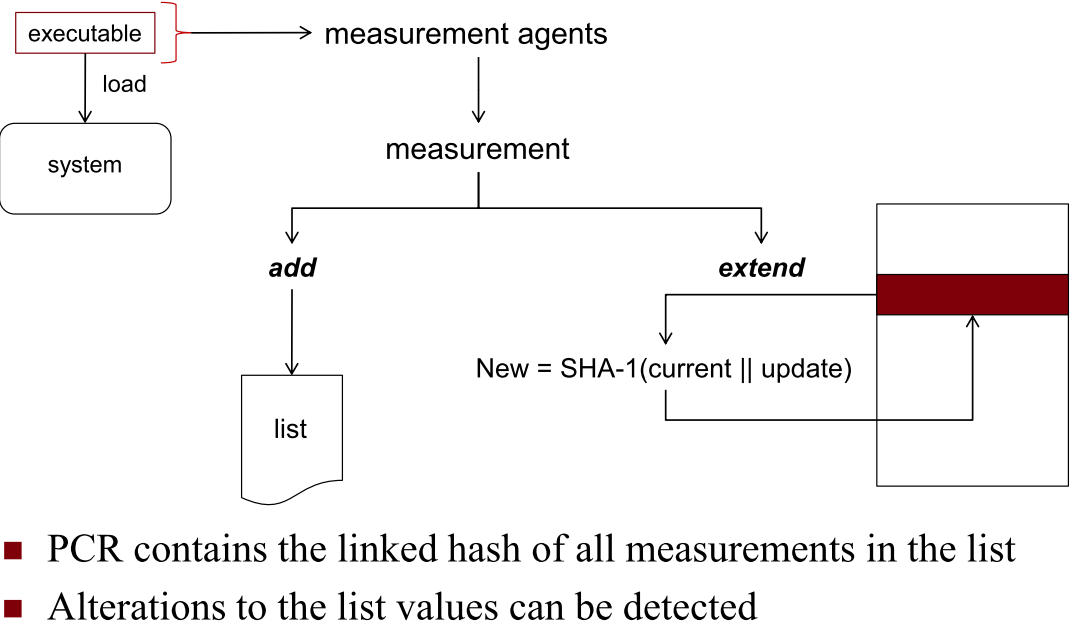 executable
measurement agents
load
system
measurement
add
extend
New = SHA-1(current || update)
list
PCR contains the linked hash of all measurements in the list
Alterations to the list values can be detected